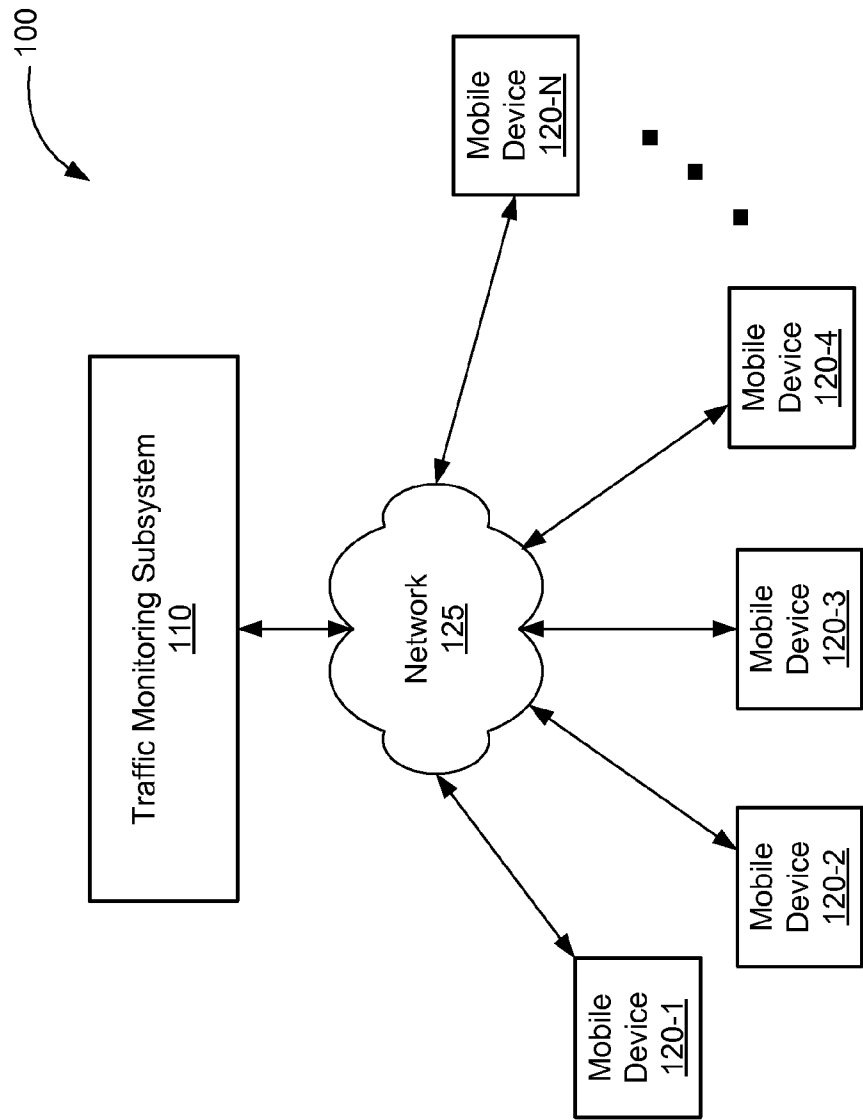 100
Traffic Monitoring Subsystem
110
Network
125
Mobile
Device
120-1
Mobile
Device
120-2
Mobile
Device
120-3
Mobile
Device
120-4
Mobile
Device
120-N